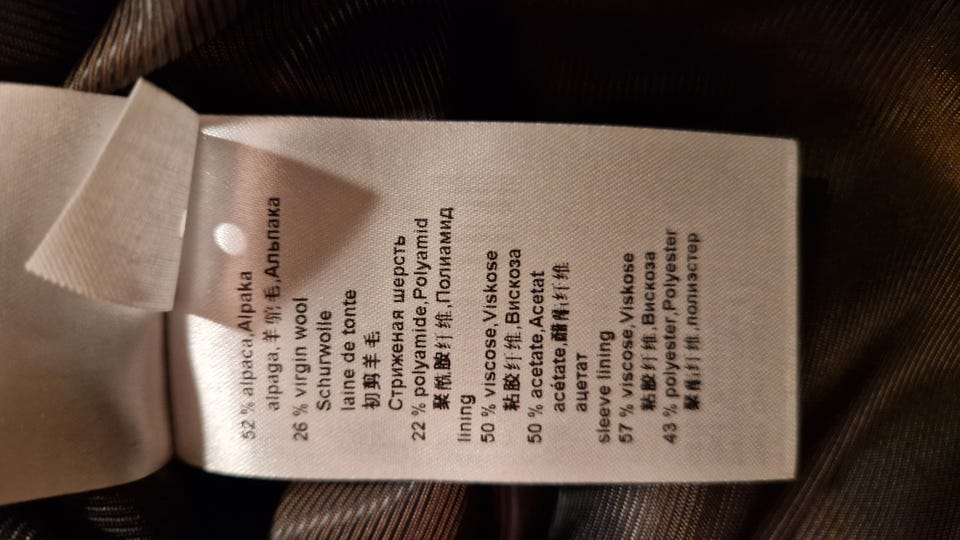 52 % alpaca,Alpaka
alpaga,羊驼毛,Альпака
26 % virgin wool
Schurwolle
laine de tonte
初剪羊毛
Стриженая шерсть
22 % polyamide,Polyamid
聚酰胺纤维,Полиамид
lining
50 % viscose,Viskose
粘胶纤维,Вискоза
50 % acetate,Acetat
acétate,醋酯纤维
ацетат
sleeve lining
57 % viscose,Viskose
粘胶纤维,Вискоза
43 % polyester,Polyester
聚酯纤维,полиэстер